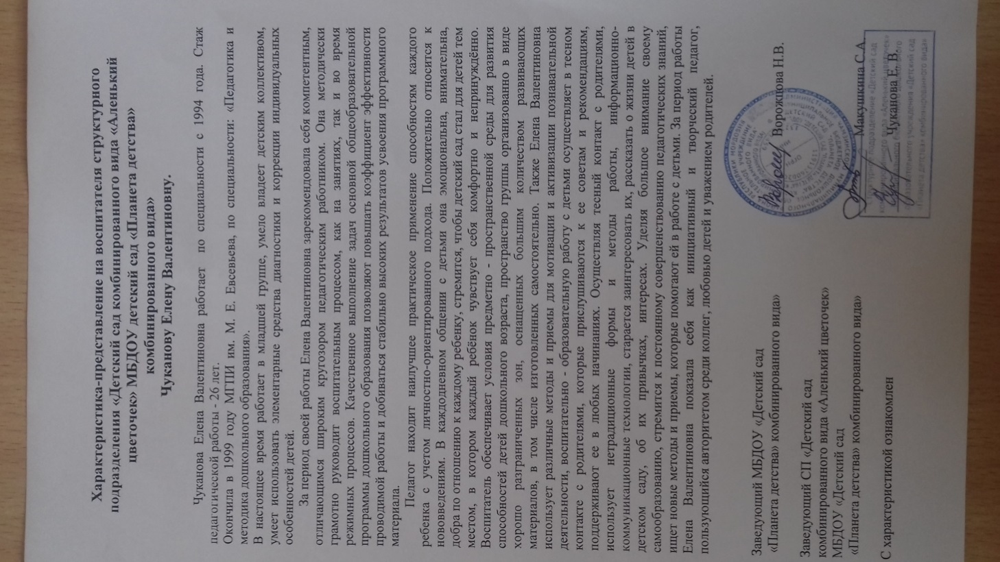 Характеристика-представление на воспитателя структурного
подразделения «Детский сад комбинированного вида «Аленький
цветочек» МБДОУ детский сад «Планета детства»
комбинированного вида»
Чуканову Елену Валентиновну.
Чуканова Елена Валентиновна работает по специальности с 1994 года. Стаж
педагогической работы - 26 лет.
Окончила в 1999 году МГПИ им. М. Е. Евсевьева, по специальности: «Педагогика и
методика дошкольного образования».
В настоящее время работает в младшей группе, умело владеет детским коллективом,
умеет использовать элементарные средства диагностики и коррекции индивидуальных
особенностей детей.
За период своей работы Елена Валентиновна зарекомендовала себя компетентным,
отличающимся широким кругозором педагогическим работником. Она методически
грамотно руководит воспитательным процессом, как на занятиях, так и во время
режимных процессов. Качественное выполнение задач основной общеобразовательной
программы дошкольного образования позволяют повышать коэффициент эффективности
проводимой работы и добиваться стабильно высоких результатов усвоения программного
материала.
Педагог находит наилучшее практическое применение способностям каждого
ребенка с учетом личностно-ориентированного подхода. Положительно относится к
нововведениям. В каждодневном общении с детьми она эмоциональна, внимательна,
добра по отношению к каждому ребенку, стремится, чтобы детский сад стал для детей тем
местом, в котором каждый ребёнок чувствует себя комфортно и непринуждённо.
Воспитатель обеспечивает условия предметно - пространственной среды для развития
способностей детей дошкольного возраста, пространство группы организованно в виде
хорошо разграниченных зон, оснащенных большим количеством развивающих
материалов, в том числе изготовленных самостоятельно. Также Елена Валентиновна
использует различные методы и приемы для мотивации и активизации познавательной
деятельности, воспитательно - образовательную работу с детьми осуществляет в тесном
контакте с родителями, которые прислушиваются к ее советам и рекомендациям,
поддерживают ее в любых начинаниях. Осуществляя тесный контакт с родителями,
использует нетрадиционные формы и методы работы, информационно-
коммуникационные технологии, старается заинтересовать их, рассказать о жизни детей в
детском саду, об их привычках, интересах. Уделяя большое внимание своему
самообразованию, стремится к постоянному совершенствованию педагогических знаний,
ищет новые методы и приемы, которые помогают ей в работе с детьми. За период работы
Елена Валентиновна показала себя как инициативный и творческий педагог,
пользующийся авторитетом среди коллег, любовью детей и уважением родителей.
Заведующий МБДОУ «Детский сад
«Планета детства» комбинированного вида» Ворожцова Н.В.
Заведующий СП «Детский сад
комбинированного вида «Аленький цветочек»
МБДОУ «Детский сад
«Планета детства» комбинированного вида» Макушкина С.А.
С характеристикой ознакомлен Чуканова Е. В.